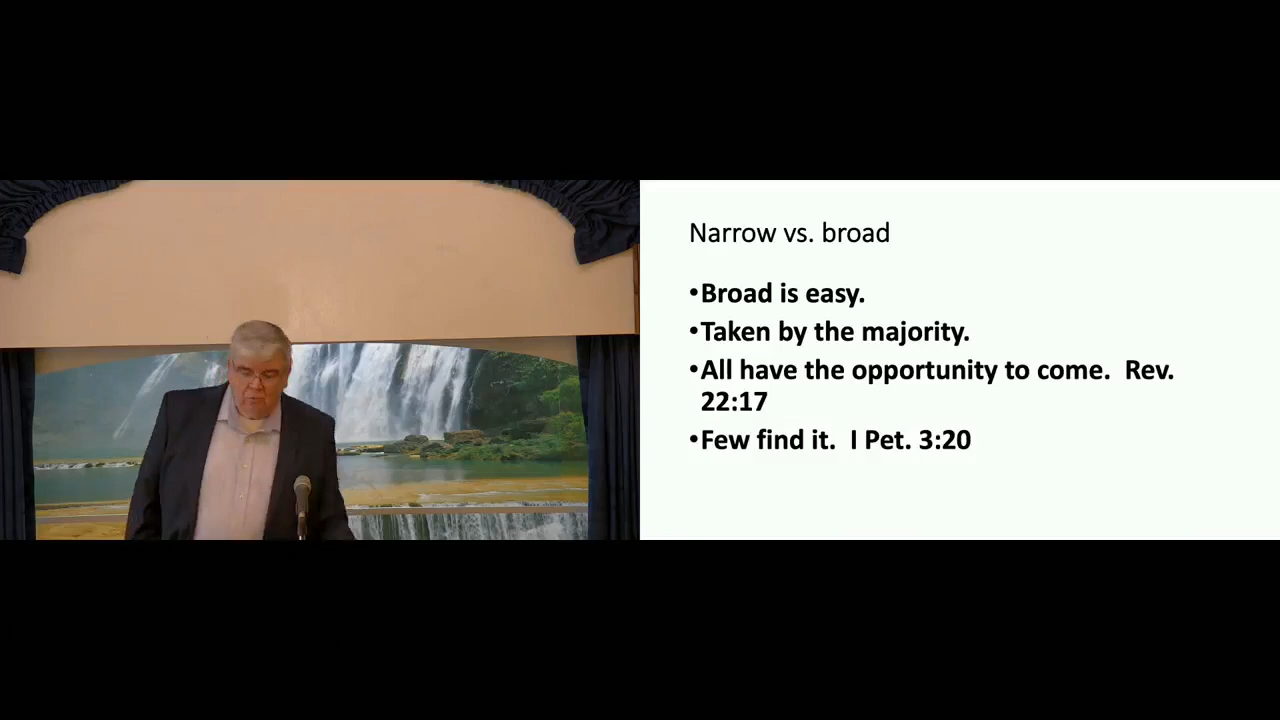 Narrow vs. broad
•Broad is easy.
•Taken by the majority.
•All have the opportunity to come.  Rev.
22:17
•Few find it.  I Pet. 3:20